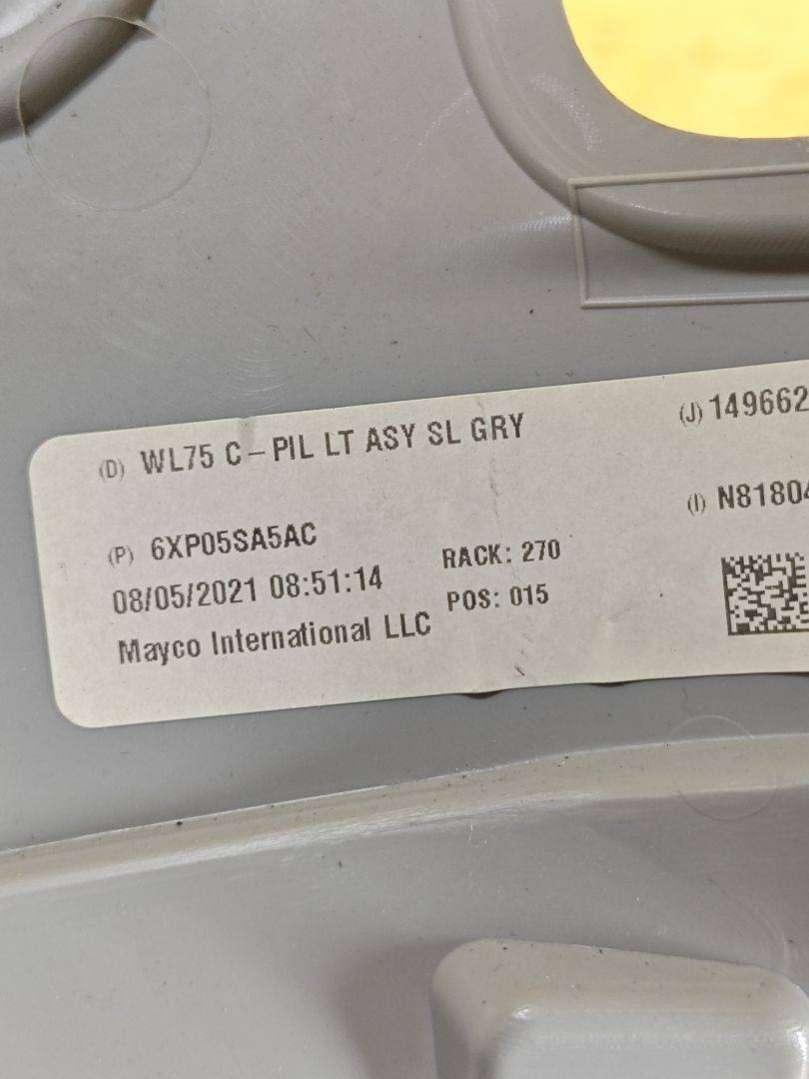 (D) WL75 C-PIL LT ASY SL GRY
(J) 149662
(P) 6XP05SA5AC
(I) N8180
08/05/2021 08:51:14
RACK: 270
Mayco International LLC
POS: 015